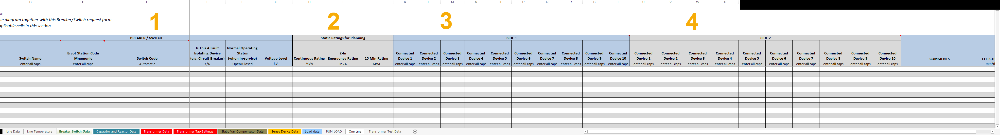 B C D E F G H I J K L M N O P Q R S T U V W X
a
ne diagram together with this Breaker/Switch request form.
pplicable cells in this section.
1 2 3 4
BREAKER / SWITCH
Static Ratings for Planning
SIDE 1
SIDE 2
Switch Name
Ercot Station Code
Mnemonic
Switch Code
Is This A Fault
Isolating Device
(e.g. Circuit Breaker)
Normal Operating
Status
(when In-service)
Voltage Level
Continuous Rating
2-hr
Emergency Rating
15 Min Rating
Connected
Device 1
Connected
Device 2
Connected
Device 3
Connected
Device 4
Connected
Device 5
Connected
Device 6
Connected
Device 7
Connected
Device 8
Connected
Device 9
Connected
Device 10
Connected
Device 1
Connected
Device 2
Connected
Device 3
Connected
Device 4
Connected
Device 5
Connected
Device 6
Connected
Device 7
Connected
Device 8
Connected
Device 9
Connected
Device 10
COMMENTS
EFFECTI
enter all caps enter all caps Automatic Y/N Open/Closed kV MVA MVA MVA enter all caps enter all caps enter all caps enter all caps enter all caps enter all caps enter all caps enter all caps enter all caps enter all caps enter all caps enter all caps enter all caps enter all caps enter all caps enter all caps enter all caps enter all caps enter all caps enter all caps mm/d
Line Data Line Temperature Breaker_Switch Data Capacitor and Reactor Data Transformer Data Transformer Tap Settings Static_Var_Compensator Data Series Device Data Load data PUN_LOAD One Line Transformer Test Data